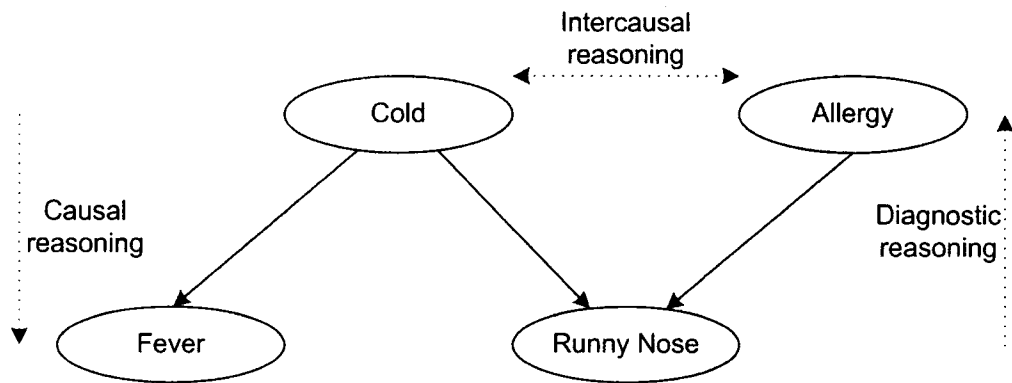 Intercausal
reasoning
Cold
Allergy
Causal
reasoning
Diagnostic
reasoning
Fever
Runny Nose